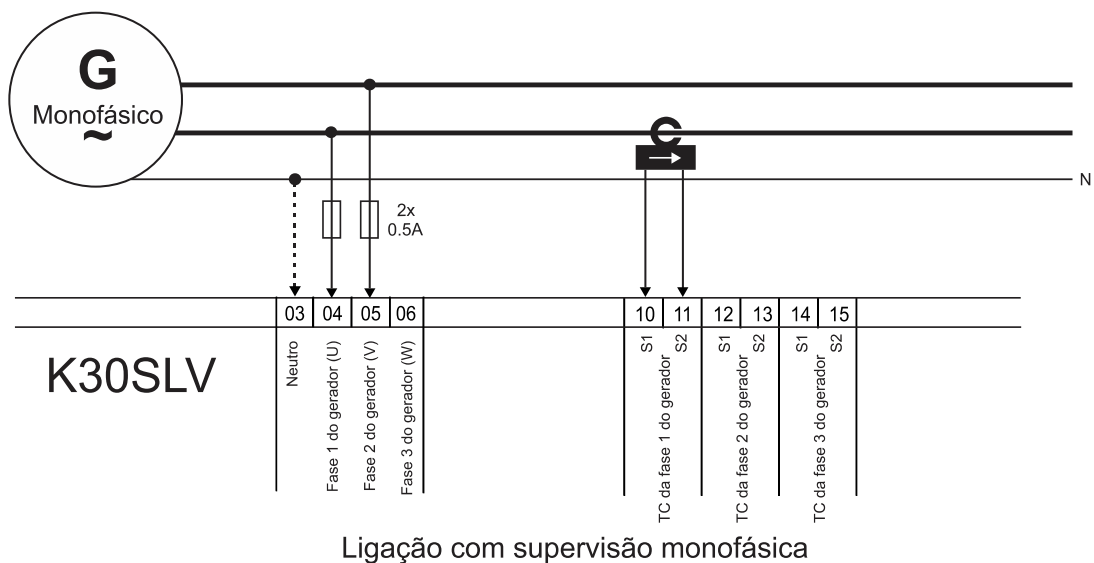 G
Monofásico
~
N
2x
0.5A
03 04 05 06
10 11 12 13 14 15
K30SLV
Neutro
Fase 1 do gerador (U)
Fase 2 do gerador (V)
Fase 3 do gerador (W)
S1
S2
TC da fase 1 do gerador
S1
S2
TC da fase 2 do gerador
S1
S2
TC da fase 3 do gerador
Ligação com supervisão monofásica